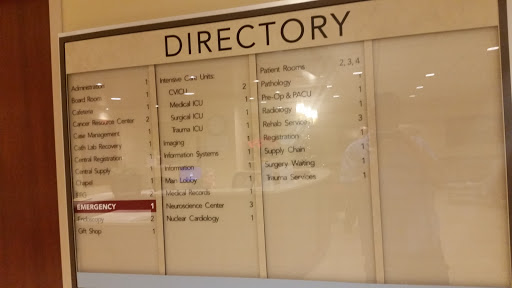 DIRECTORY
Administration 1
Board Room 1
Cafeteria 1
Cancer Resource Center 2
Case Management 1
Cath Lab Recovery 1
Central Registration 1
Central Supply 1
Chapel 1
EMERGENCY 1
2
Gift Shop 1
Intensive Care Units
CVICU 2
Medical ICU 1
Surgical ICU 1
Trauma ICU 1
Imaging 1
Information Systems 1
Information 1
Main Lobby 1
Medical Records 1
Neuroscience Center 3
Nuclear Cardiology 1
Patient Rooms 2, 3, 4
Pathology 1
Pre-Op & PACU 1
Radiology 1
Rehab Services 3
Registration 1
Supply Chain 1
Surgery Waiting 1
Trauma Services 1